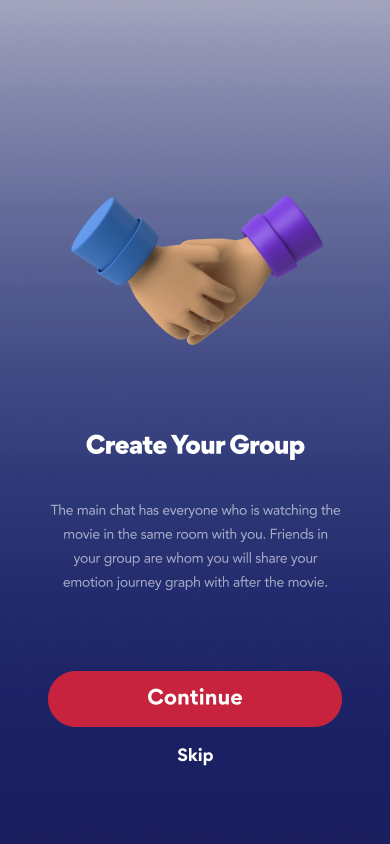 Create Your Group
The main chat has everyone who is watching the
movie in the same room with you. Friends in
your group are whom you will share your
emotion journey graph with after the movie.
Continue
Skip